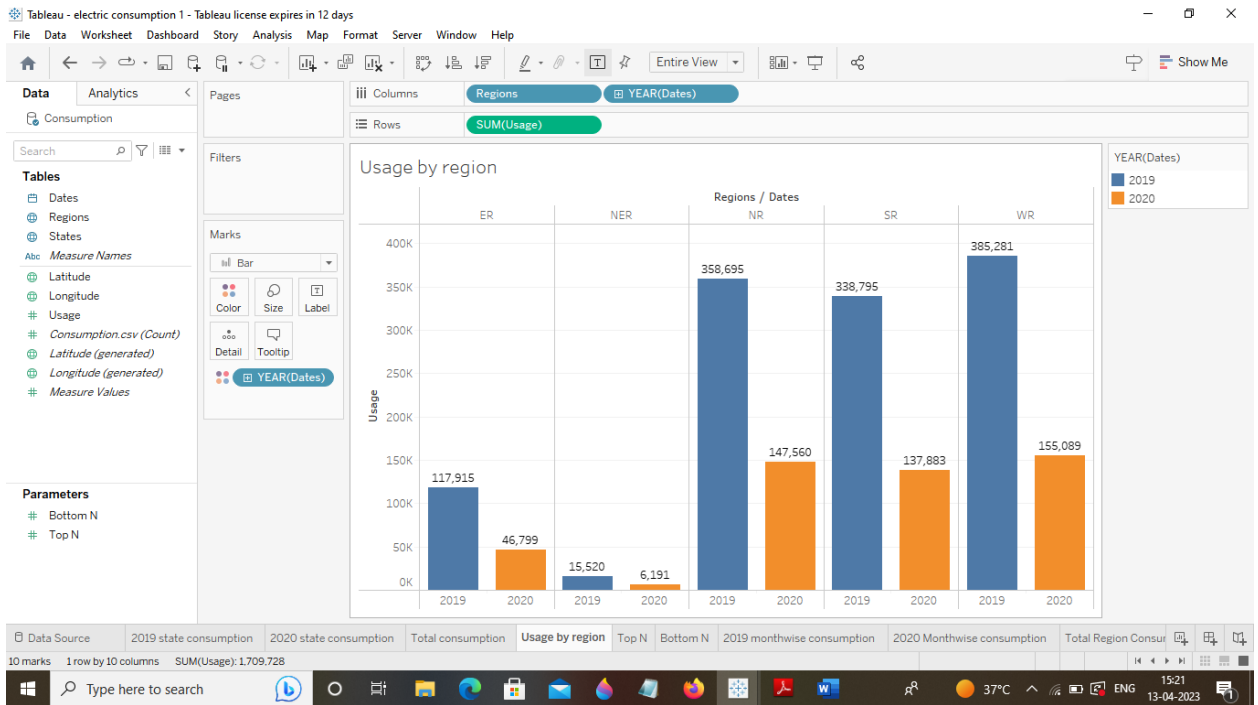 Tableau - electric consumption 1 - Tableau license expires in 12 days
File Data Worksheet Dashboard Story Analysis Map Format Server Window Help
Entire View
Show Me
Data Analytics
Consumption
Search
Tables
Dates
Regions
States
Abc Measure Names
Latitude
Longitude
# Usage
# Consumption.csv (Count)
Latitude (generated)
Longitude (generated)
# Measure Values
Parameters
# Bottom N
# Top N
Pages
Filters
Marks
Bar
Color Size Label
Detail Tooltip
YEAR(Dates)
iii Columns Regions YEAR(Dates)
Rows SUM(Usage)
Usage by region
Regions / Dates
ER NER NR SR WR
Usage
400K
350K
300K
250K
200K
150K
100K
50K
0K
117,915
46,799
15,520
6,191
358,695
147,560
338,795
137,883
385,281
155,089
2019 2020 2019 2020 2019 2020 2019 2020 2019 2020
YEAR(Dates)
2019
2020
Data Source 2019 state consumption 2020 state consumption Total consumption Usage by region Top N Bottom N 2019 monthwise consumption 2020 Monthwise consumption Total Region Consur
10 marks 1 row by 10 columns SUM(Usage): 1,709,728
Type here to search
37°C ENG 15:21
13-04-2023
1